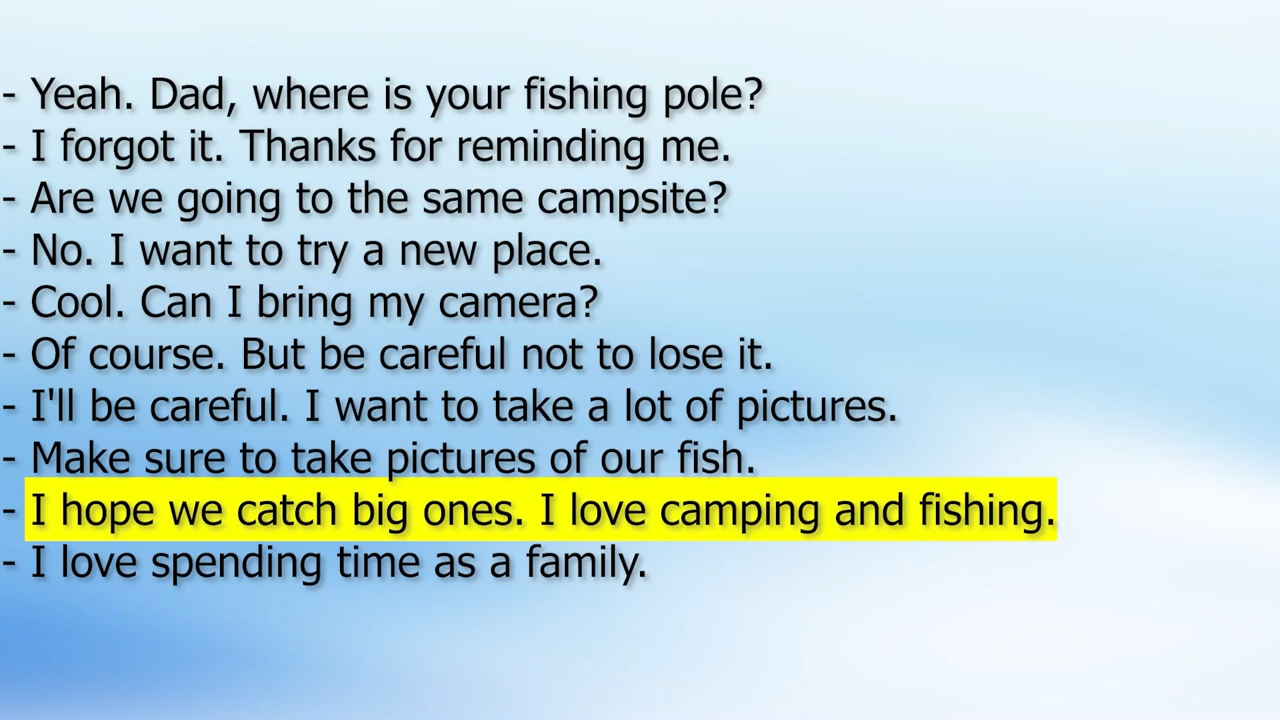 - Yeah. Dad, where is your fishing pole?
- I forgot it. Thanks for reminding me.
- Are we going to the same campsite?
- No. I want to try a new place.
- Cool. Can I bring my camera?
- Of course. But be careful not to lose it.
- I'll be careful. I want to take a lot of pictures.
- Make sure to take pictures of our fish.
- I hope we catch big ones. I love camping and fishing.
- I love spending time as a family.